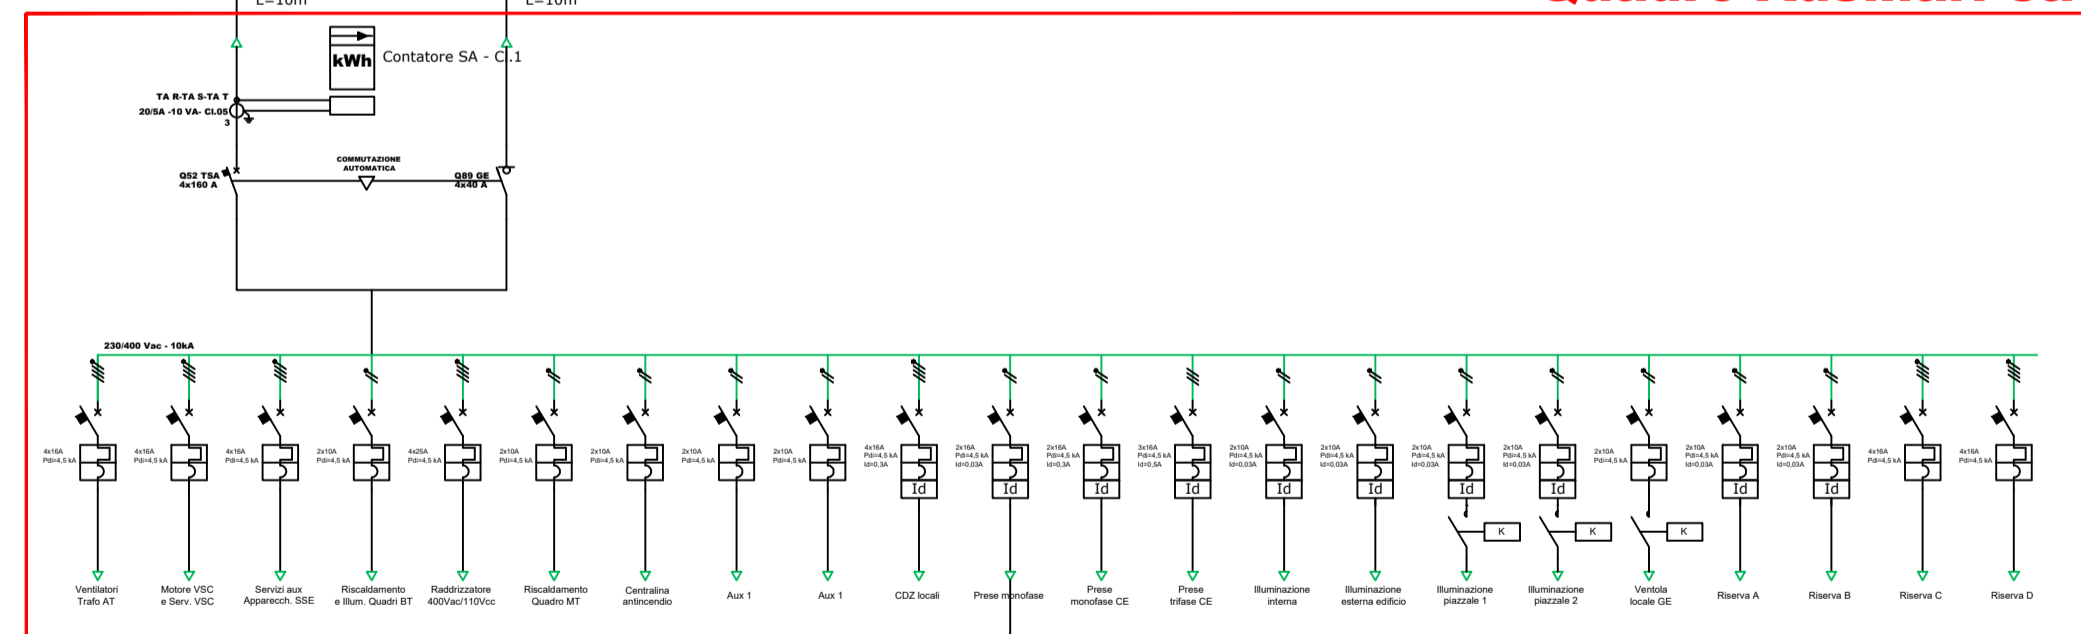 L=10m
L=10m
kWh
Contatore SA - Cl.1
TA R-TA S-TA T
20/5A -10 VA- Cl.05
3
COMMUTAZIONE
AUTOMATICA
Q52 TSA
4x160 A
Q89 GE
4x40 A
230/400 Vac - 10kA
4x16A
Pdi=4,5 kA
4x16A
Pdi=4,5 kA
4x16A
Pdi=4,5 kA
2x10A
Pdi=4,5 kA
4x25A
Pdi=4,5 kA
2x10A
Pdi=4,5 kA
2x10A
Pdi=4,5 kA
2x10A
Pdi=4,5 kA
2x10A
Pdi=4,5 kA
4x16A
Pdi=4,5 kA
Id=0,3A
Id
2x16A
Pdi=4,5 kA
Id=0,03A
Id
2x16A
Pdi=4,5 kA
Id=0,3A
Id
3x16A
Pdi=4,5 kA
Id=0,5A
Id
2x10A
Pdi=4,5 kA
Id=0,03A
Id
2x10A
Pdi=4,5 kA
Id=0,03A
Id
2x10A
Pdi=4,5 kA
Id=0,03A
Id
2x10A
Pdi=4,5 kA
Id=0,03A
Id
2x10A
Pdi=4,5 kA
2x10A
Pdi=4,5 kA
Id=0,03A
Id
2x10A
Pdi=4,5 kA
Id=0,03A
Id
4x16A
Pdi=4,5 kA
4x16A
Pdi=4,5 kA
K
K
K
Ventilatori
Trafo AT
Motore VSC
e Serv. VSC
Servizi aux
Apparecch. SSE
Riscaldamento
e Illum. Quadri BT
Raddrizzatore
400Vac/110Vcc
Riscaldamento
Quadro MT
Centralina
antincendio
Aux 1
Aux 1
CDZ locali
Prese monofase
Prese
monofase CE
Prese
trifase CE
Illuminazione
interna
Illuminazione
esterna edificio
Illuminazione
piazzale 1
Illuminazione
piazzale 2
Ventola
locale GE
Riserva A
Riserva B
Riserva C
Riserva D